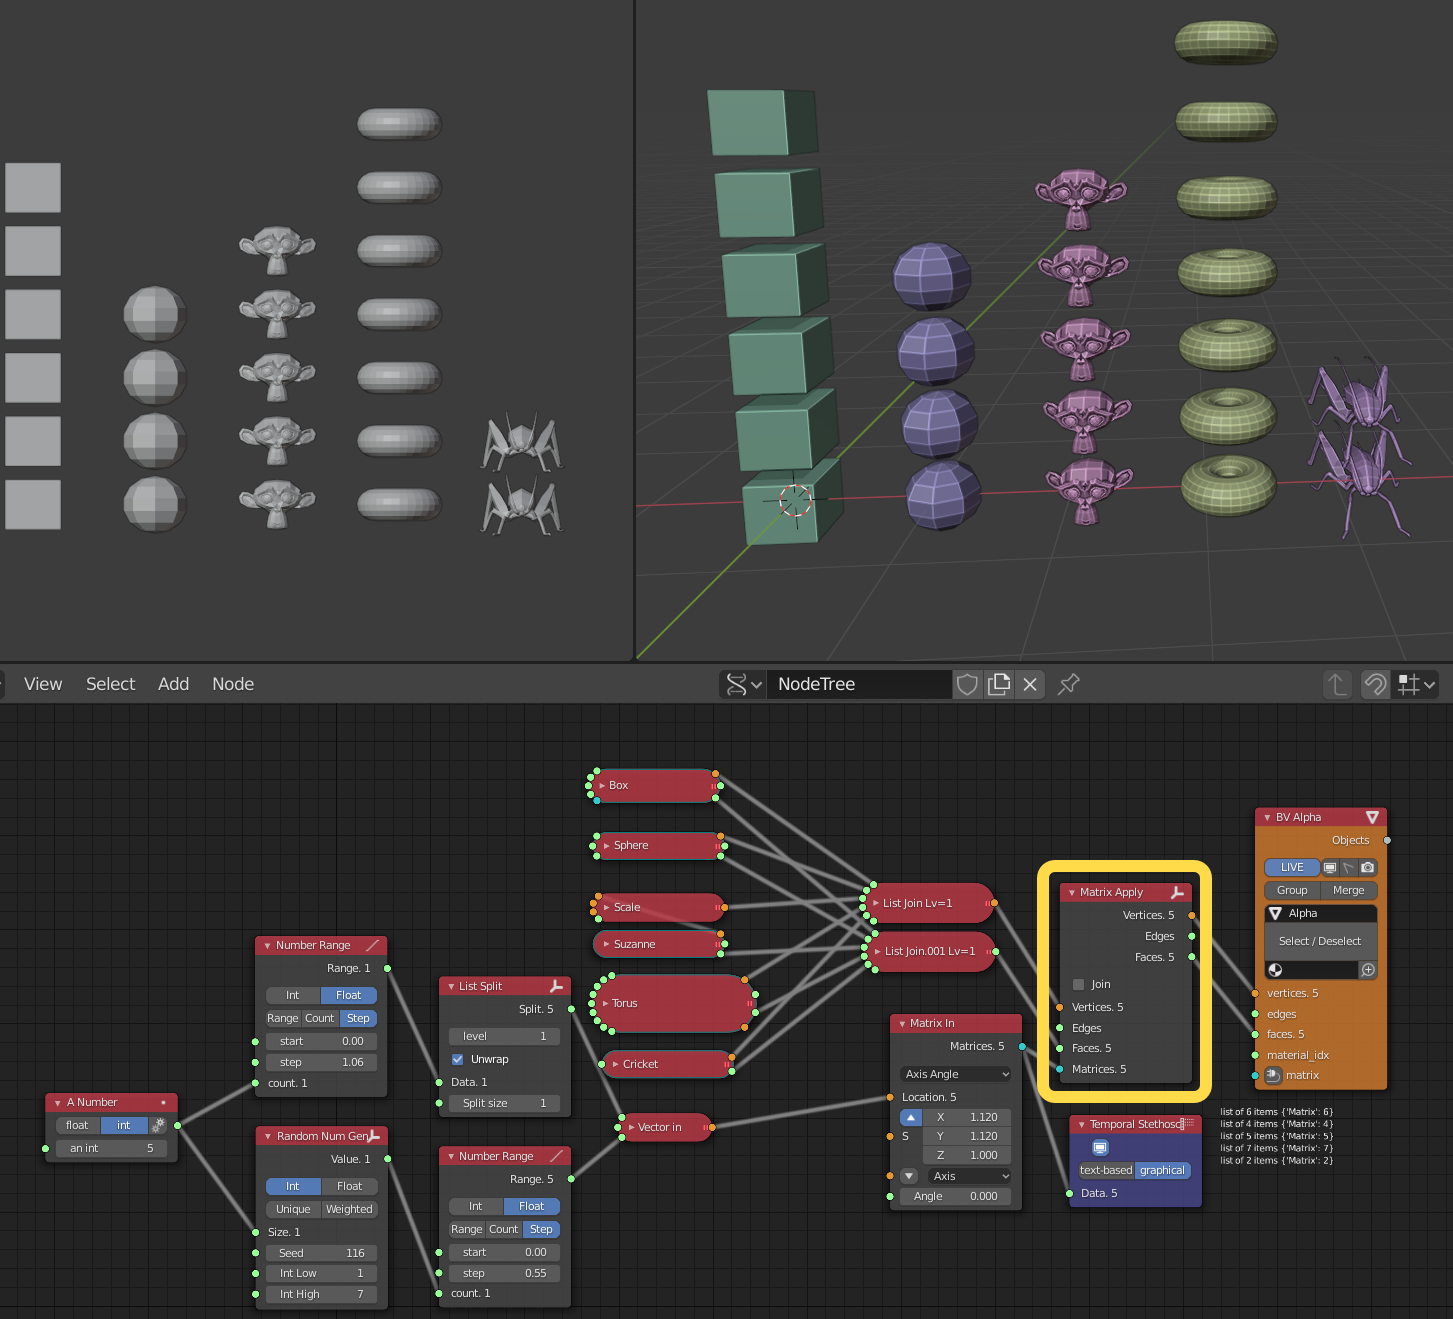 View Select Add Node
NodeTree
Box
Sphere
Scale
Suzanne
Torus
Cricket
Vector in
List Join Lv=1
List Join.001 Lv=1
A Number
float int
an int 5
Number Range
Range. 1
Int Float
Range Count Step
start 0.00
step 1.06
count. 1
Random Num Gen
Value. 1
Int Float
Unique Weighted
Size. 1
Seed 116
Int Low 1
Int High 7
List Split
Split. 5
level 1
Unwrap
Data. 1
Split size 1
Number Range
Range. 5
Int Float
Range Count Step
start 0.00
step 0.55
count. 1
Matrix In
Matrices. 5
Axis Angle
Location. 5
X 1.120
S Y 1.120
Z 1.000
Axis
Angle 0.000
Matrix Apply
Vertices. 5
Edges
Faces. 5
Join
Vertices. 5
Edges
Faces. 5
Matrices. 5
Temporal Stethosc
text-based graphical
Data. 5
BV Alpha
Objects
LIVE
Group Merge
Alpha
Select / Deselect
vertices. 5
edges
faces. 5
material_idx
matrix
list of 6 items {'Matrix': 6}
list of 4 items {'Matrix': 4}
list of 5 items {'Matrix': 5}
list of 7 items {'Matrix': 7}
list of 2 items {'Matrix': 2}